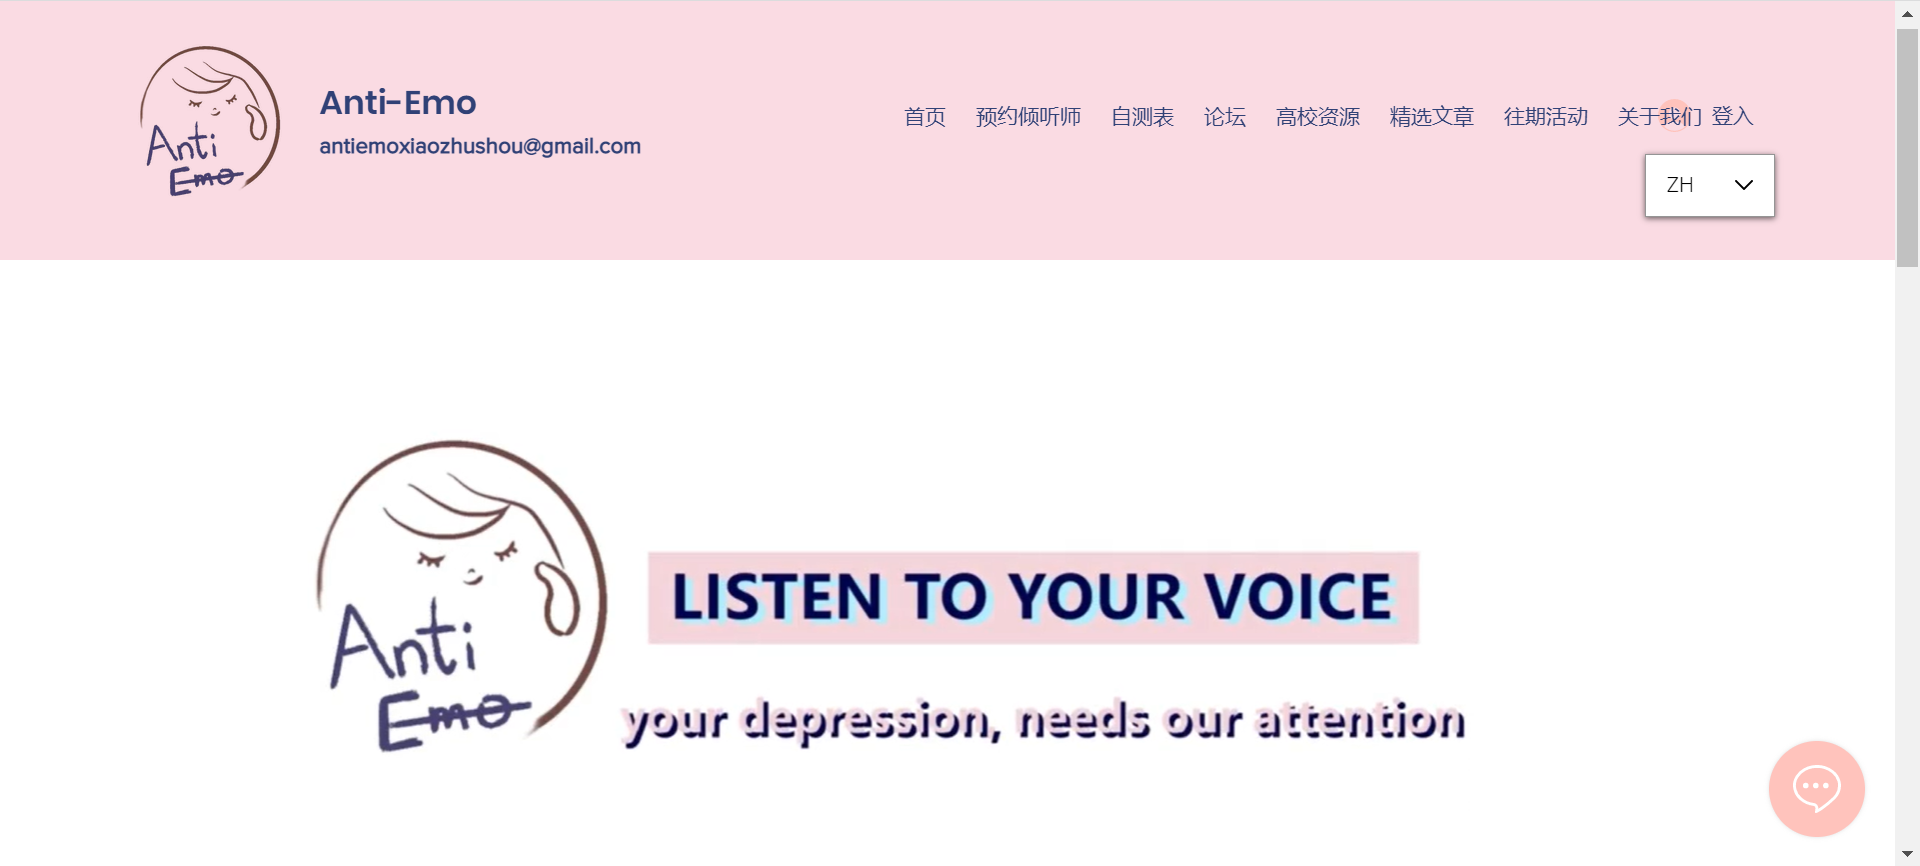 Anti
Emo
Anti-Emo
antiemoxiaozhushou@gmail.com
首页 预约倾听师 自测表 论坛 高校资源 精选文章 往期活动 关于我们 登入
ZH
Anti
Emo
LISTEN TO YOUR VOICE
your depression, needs our attention